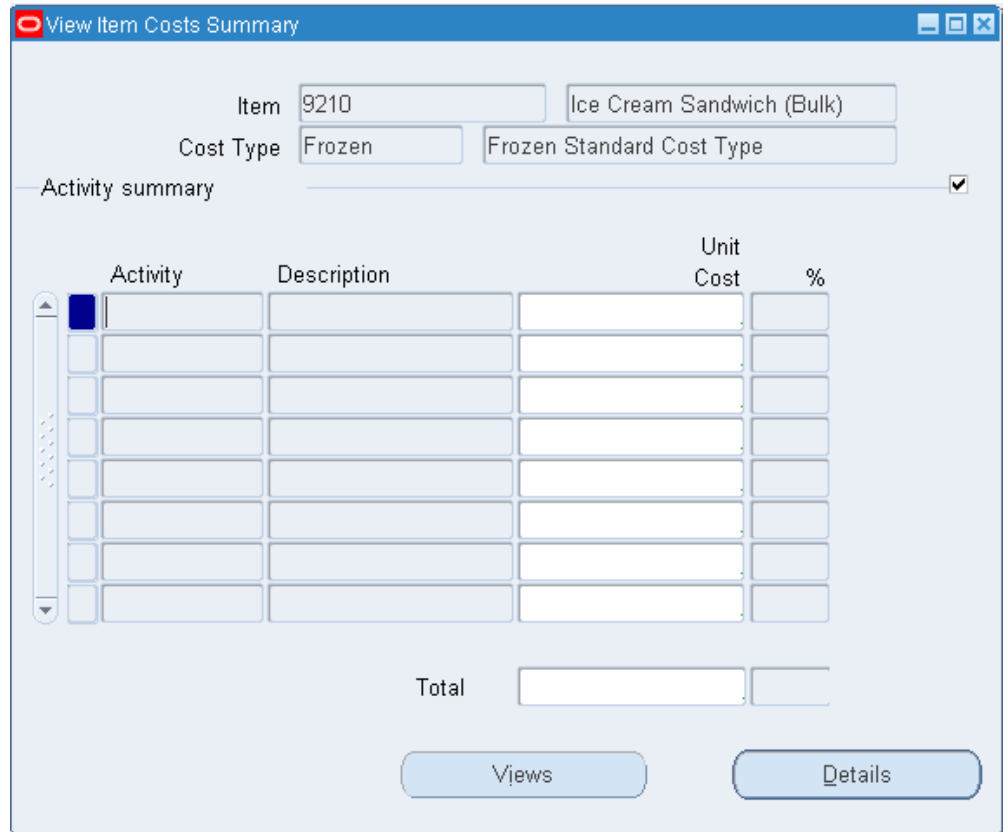 View Item Costs Summary
Item 9210 Ice Cream Sandwich (Bulk)
Cost Type Frozen Frozen Standard Cost Type
Activity summary
Unit
Activity Description Cost %
Total
Views Details